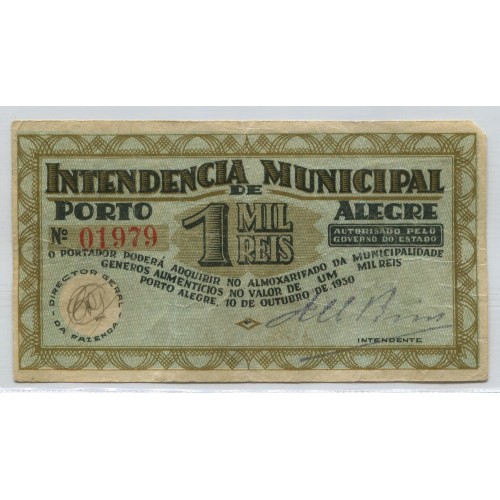 INTENDENCIA MUNICIPAL
DE
PORTO ALEGRE
1 MIL REIS
Nº 01979
AUTORISADO PELO
GOVERNO DO ESTADO
O PORTADOR PODERÁ ADQUIRIR NO ALMOXARIFADO DA MUNICIPALIDADE
GENEROS ALIMENTICIOS NO VALOR DE UM MIL REIS
PORTO ALEGRE, 10 DE OUTUBRO DE 1930
DIRECTOR GERAL
DA FAZENDA
INTENDENTE